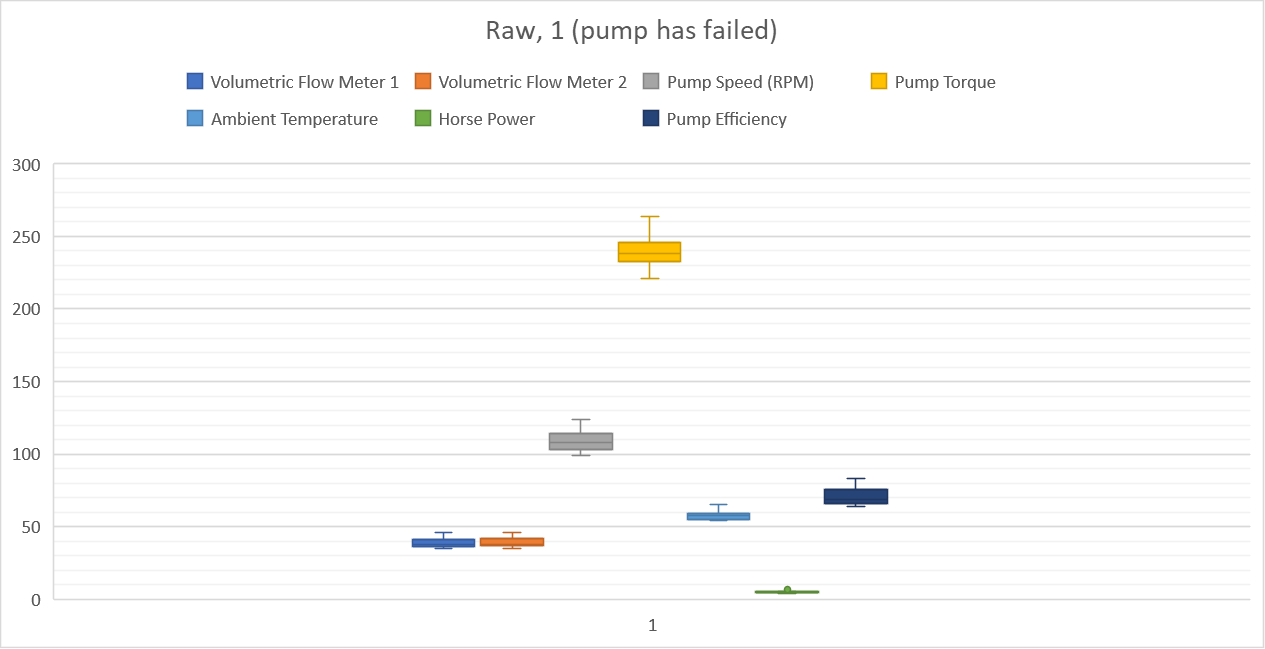 Raw, 1 (pump has failed)
Volumetric Flow Meter 1 Volumetric Flow Meter 2 Pump Speed (RPM) Pump Torque
Ambient Temperature Horse Power Pump Efficiency
300
250
200
150
100
50
0
1